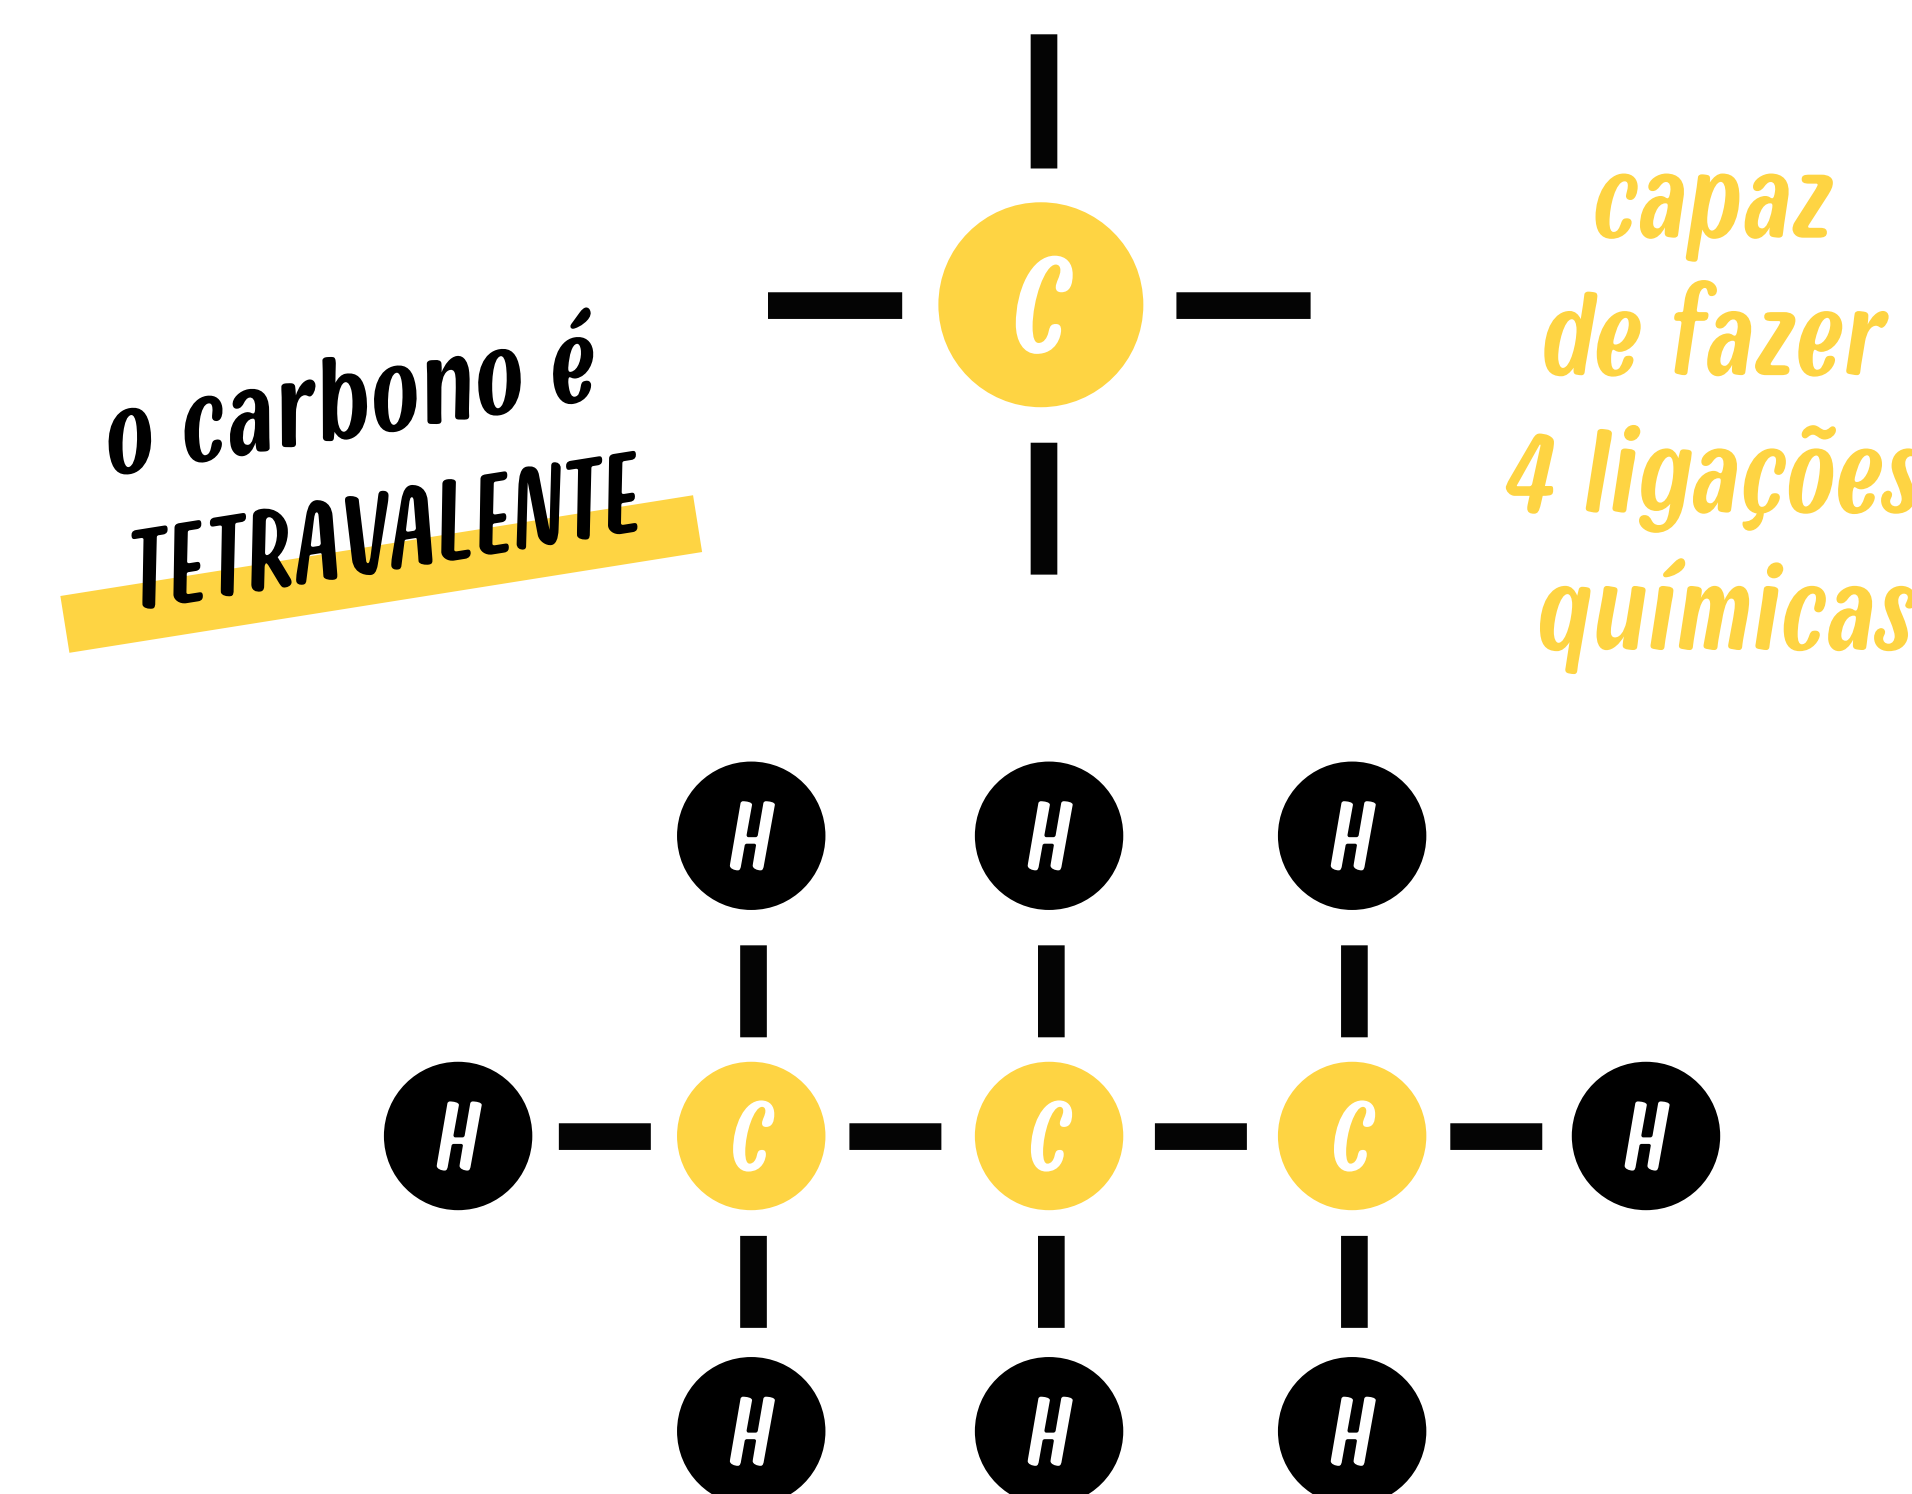 C
capaz
de fazer
4 ligações
químicas
o carbono é
TETRAVALENTE
H H H
H C C C H
H H H